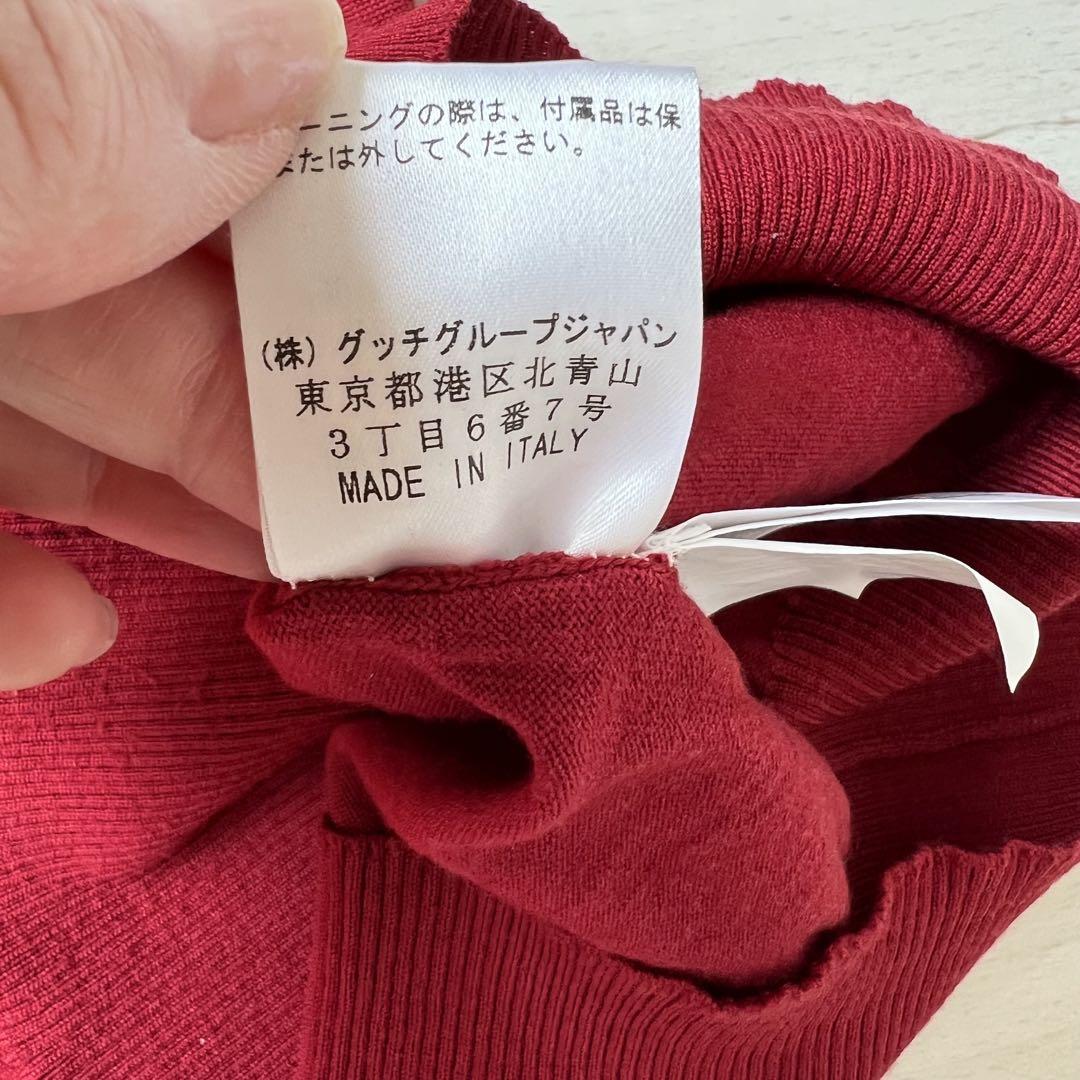 ーニングの際は、付属品は保
または外してください。
(株) グッチグループジャパン
東京都港区北青山
3丁目6番7号
MADE IN ITALY